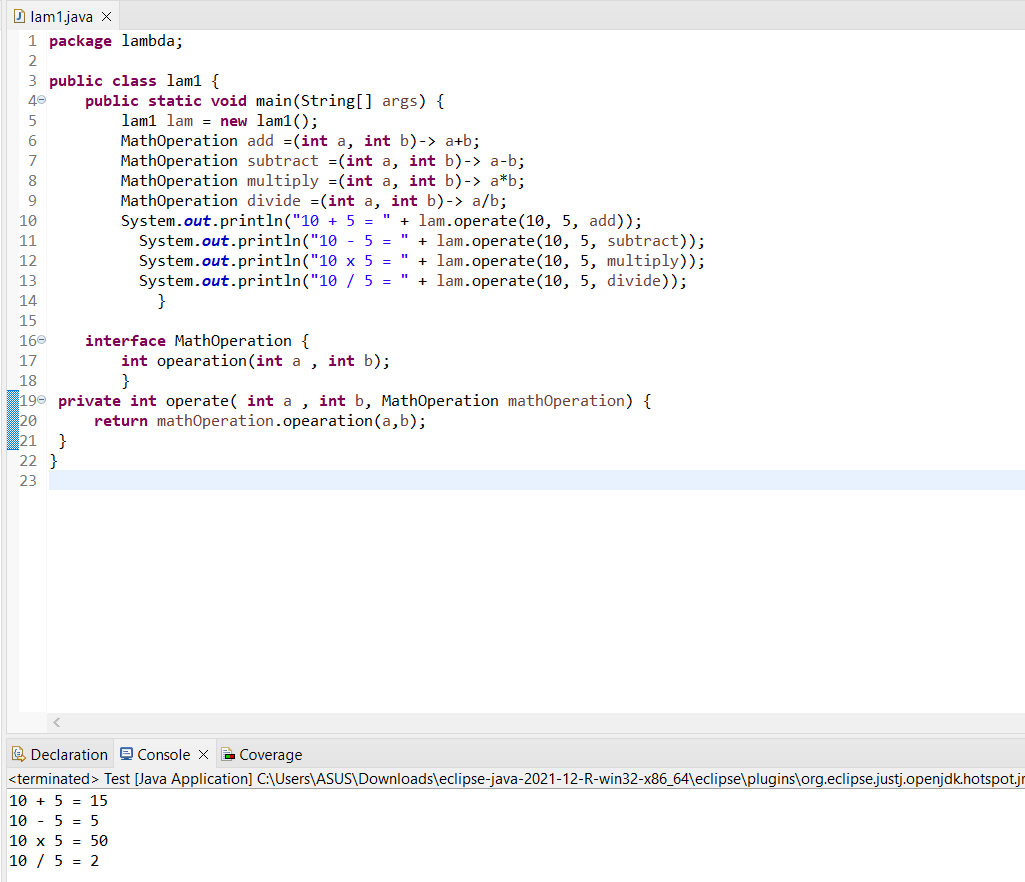 lam1.java
1 package lambda;
2
3 public class lam1 {
4 public static void main(String[] args) {
5 lam1 lam = new lam1();
6 MathOperation add =(int a, int b)-> a+b;
7 MathOperation subtract =(int a, int b)-> a-b;
8 MathOperation multiply =(int a, int b)-> a*b;
9 MathOperation divide =(int a, int b)-> a/b;
10 System.out.println("10 + 5 = " + lam.operate(10, 5, add));
11 System.out.println("10 - 5 = " + lam.operate(10, 5, subtract));
12 System.out.println("10 x 5 = " + lam.operate(10, 5, multiply));
13 System.out.println("10 / 5 = " + lam.operate(10, 5, divide));
14 }
15
16 interface MathOperation {
17 int opearation(int a , int b);
18 }
19 private int operate( int a , int b, MathOperation mathOperation) {
20 return mathOperation.opearation(a,b);
21 }
22 }
23
Declaration Console Coverage
<terminated> Test [Java Application] C:\Users\ASUS\Downloads\eclipse-java-2021-12-R-win32-x86_64\eclipse\plugins\org.eclipse.justj.openjdk.hotspot.jr
10 + 5 = 15
10 - 5 = 5
10 x 5 = 50
10 / 5 = 2